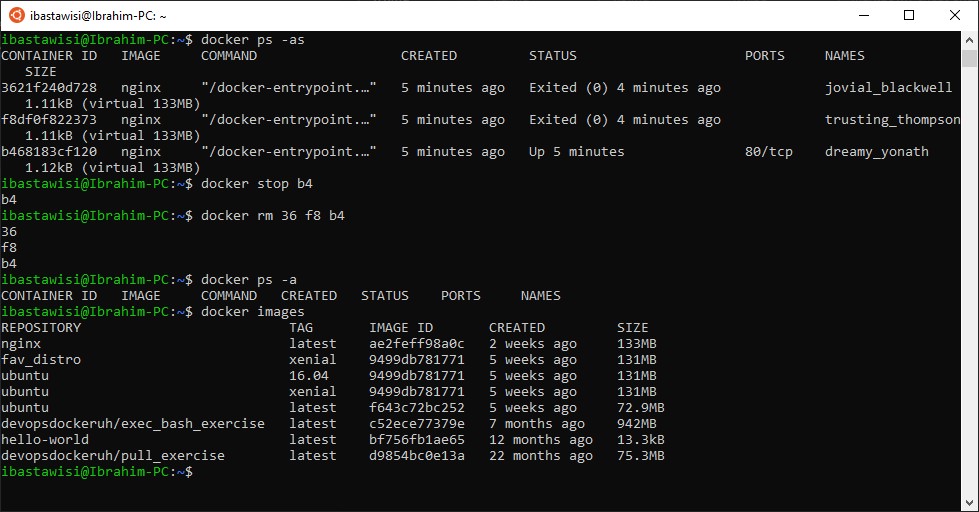 ibastawisi@Ibrahim-PC: ~
ibastawisi@Ibrahim-PC:~$ docker ps -as
CONTAINER ID   IMAGE     COMMAND                  CREATED         STATUS                     PORTS     NAMES
   SIZE
3621f240d728   nginx     "/docker-entrypoint.…"   5 minutes ago   Exited (0) 4 minutes ago             jovial_blackwell
   1.11kB (virtual 133MB)
f8df0f822373   nginx     "/docker-entrypoint.…"   5 minutes ago   Exited (0) 4 minutes ago             trusting_thompson
   1.11kB (virtual 133MB)
b468183cf120   nginx     "/docker-entrypoint.…"   5 minutes ago   Up 5 minutes               80/tcp    dreamy_yonath
   1.12kB (virtual 133MB)
ibastawisi@Ibrahim-PC:~$ docker stop b4
b4
ibastawisi@Ibrahim-PC:~$ docker rm 36 f8 b4
36
f8
b4
ibastawisi@Ibrahim-PC:~$ docker ps -a
CONTAINER ID   IMAGE     COMMAND   CREATED   STATUS    PORTS     NAMES
ibastawisi@Ibrahim-PC:~$ docker images
REPOSITORY                          TAG       IMAGE ID       CREATED         SIZE
nginx                               latest    ae2feff98a0c   2 weeks ago     133MB
fav_distro                          xenial    9499db781771   5 weeks ago     131MB
ubuntu                              16.04     9499db781771   5 weeks ago     131MB
ubuntu                              xenial    9499db781771   5 weeks ago     131MB
ubuntu                              latest    f643c72bc252   5 weeks ago     72.9MB
devopsdockeruh/exec_bash_exercise   latest    c52ece77379e   7 months ago    942MB
hello-world                         latest    bf756fb1ae65   12 months ago   13.3kB
devopsdockeruh/pull_exercise        latest    d9854bc0e13a   22 months ago   75.3MB
ibastawisi@Ibrahim-PC:~$